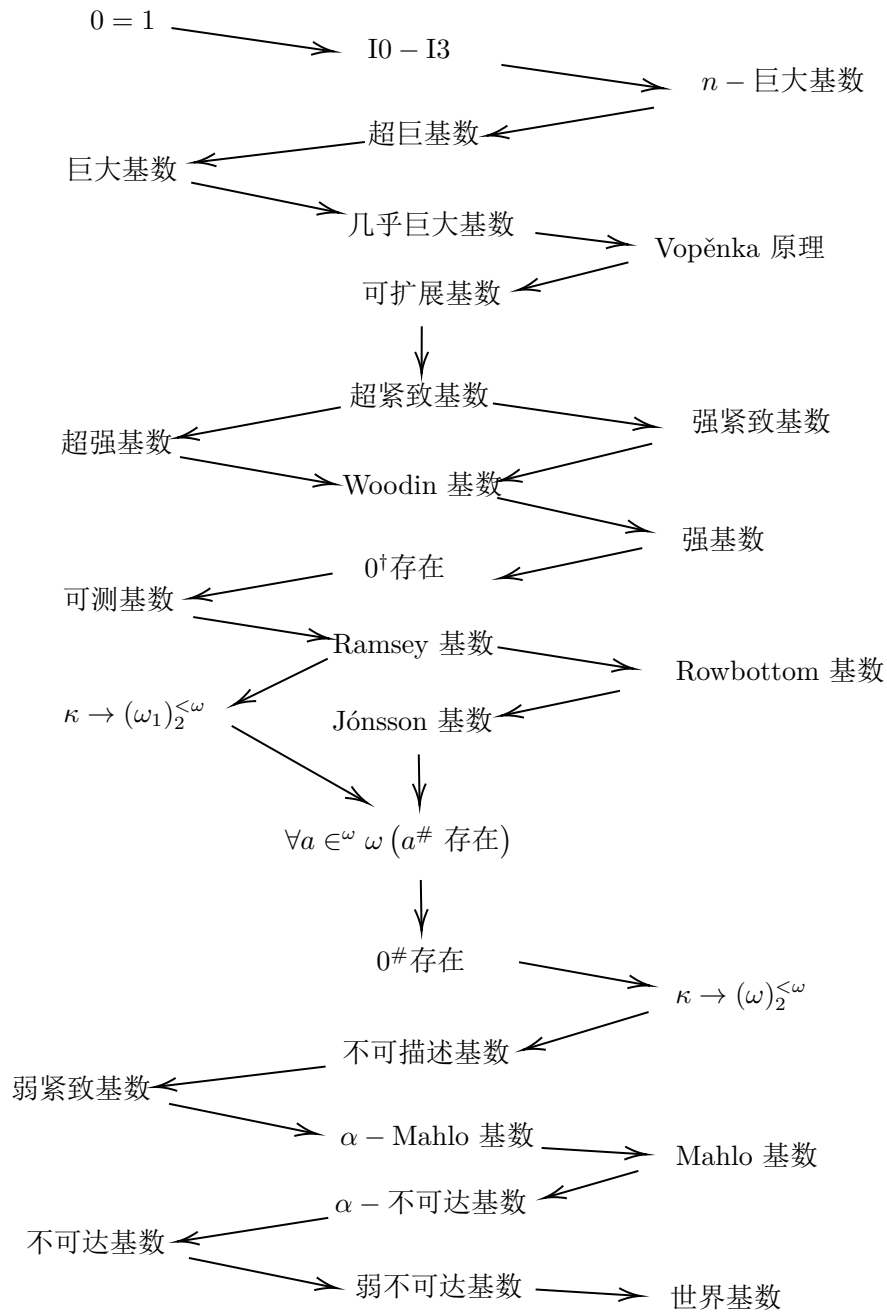 0 = 1
I0 − I3
n − 巨大基数
超巨基数
巨大基数
几乎巨大基数
Vopěnka 原理
可扩展基数
超紧致基数
强紧致基数
超强基数
Woodin 基数
强基数
0†存在
可测基数
Ramsey 基数
Rowbottom 基数
κ → (ω₁)₂^{<ω}
Jónsson 基数
∀a ∈^ω ω (a^# 存在)
0^#存在
κ → (ω)₂^{<ω}
不可描述基数
弱紧致基数
α − Mahlo 基数
Mahlo 基数
α − 不可达基数
不可达基数
弱不可达基数
世界基数